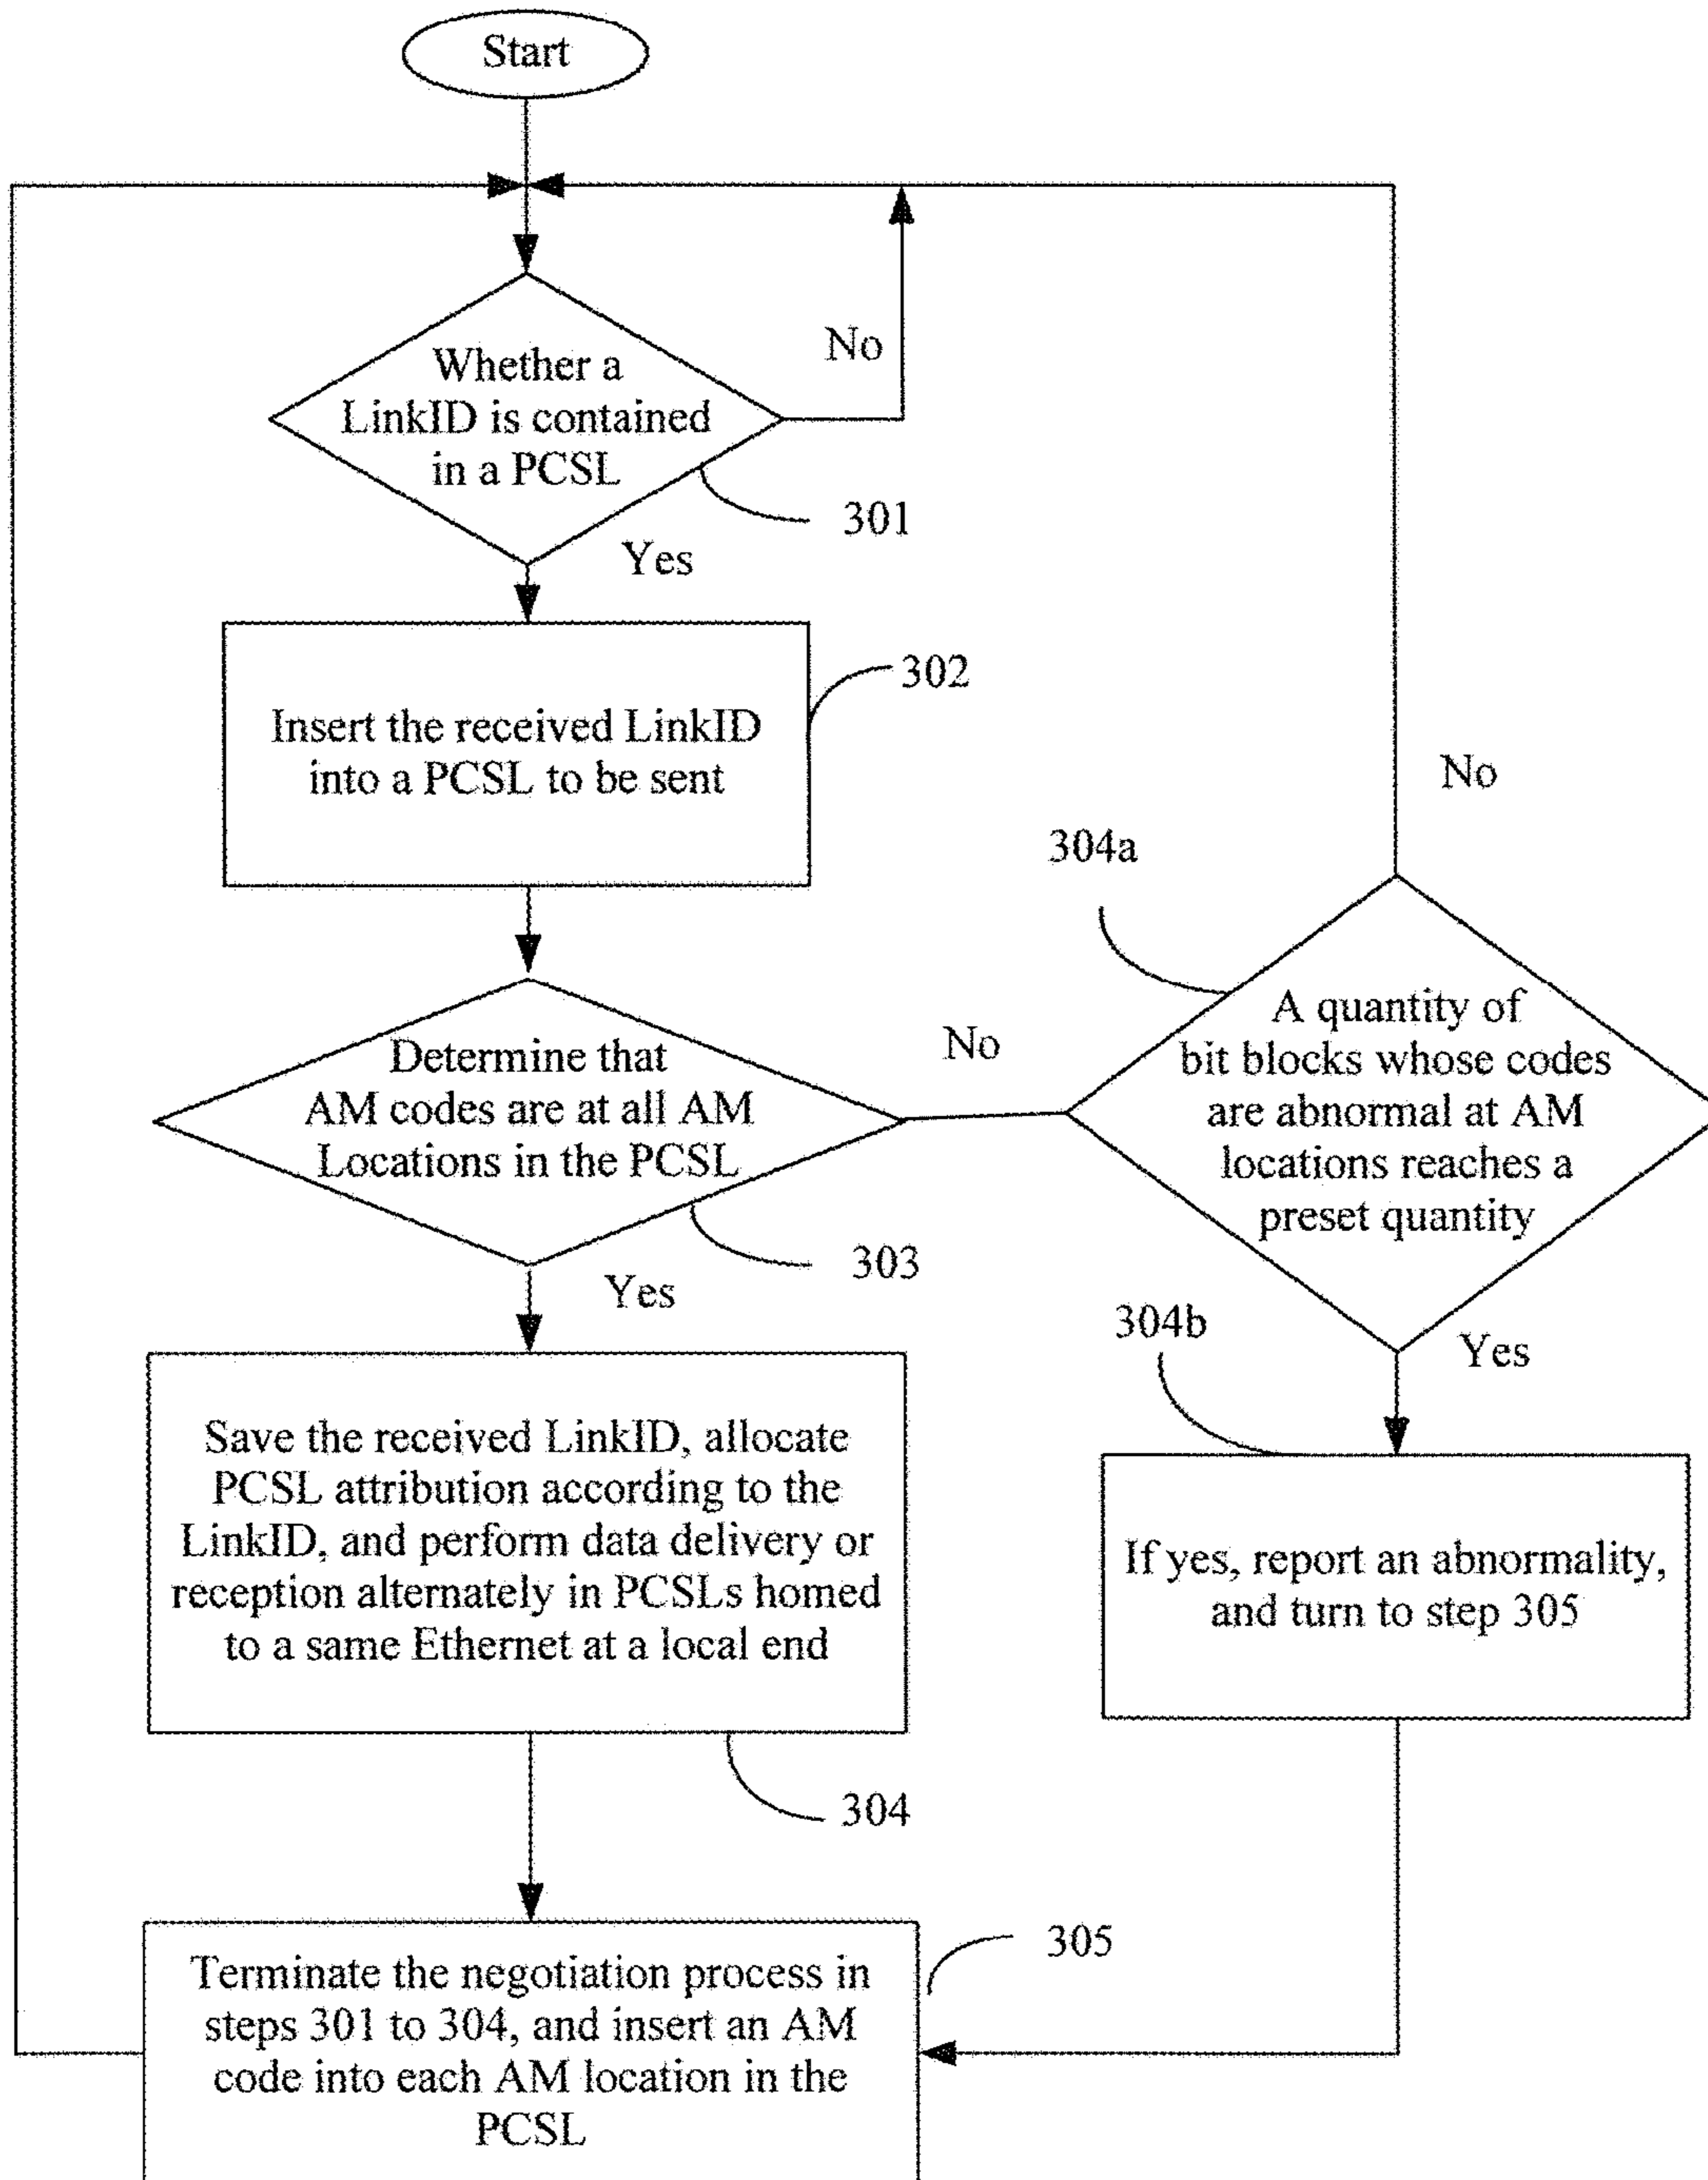 Start
Whether a
LinkID is contained
in a PCSL
No
301
Yes
Insert the received LinkID
into a PCSL to be sent
302
Determine that
AM codes are at all AM
Locations in the PCSL
No
303
Yes
304a
No
A quantity of
bit blocks whose codes
are abnormal at AM
locations reaches a
preset quantity
Yes
304b
If yes, report an abnormality,
and turn to step 305
Save the received LinkID, allocate
PCSL attribution according to the
LinkID, and perform data delivery or
reception alternately in PCSLs homed
to a same Ethernet at a local end
304
Terminate the negotiation process in
steps 301 to 304, and insert an AM
code into each AM location in the
PCSL
305